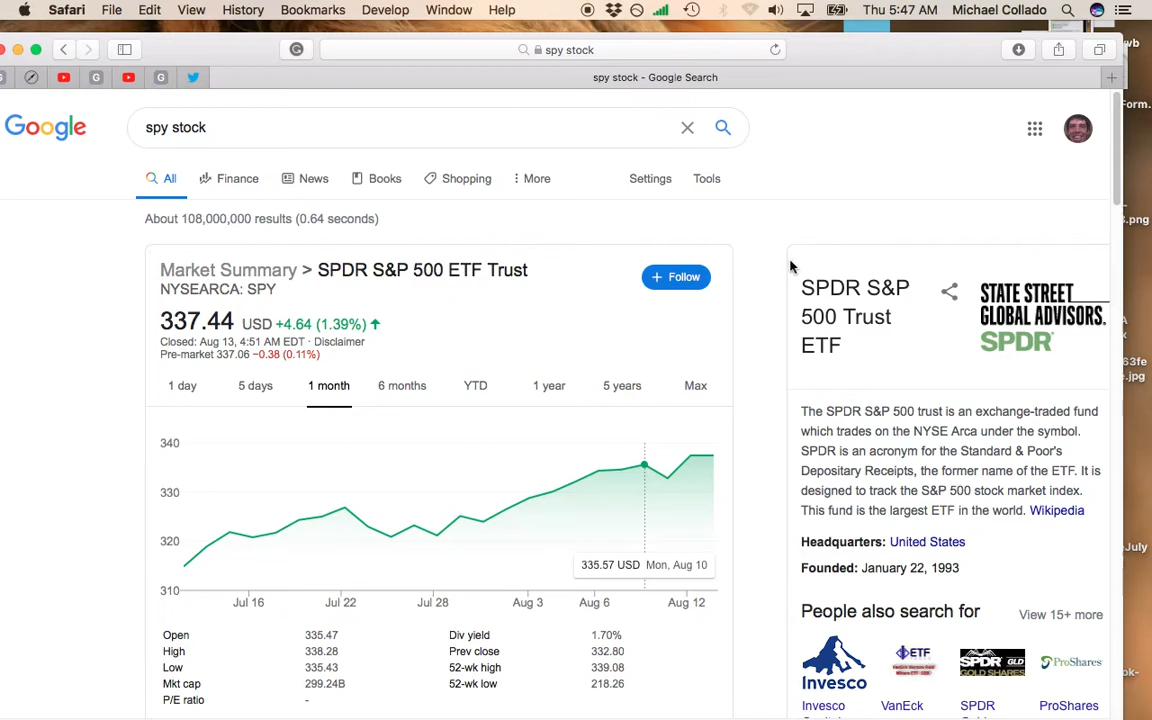 Safari File Edit View History Bookmarks Develop Window Help Thu 5:47 AM Michael Collado
spy stock
spy stock - Google Search
Form.
Google
spy stock
All Finance News Books Shopping More Settings Tools
.png
About 108,000,000 results (0.64 seconds)
Market Summary > SPDR S&P 500 ETF Trust
NYSEARCA: SPY
+ Follow
337.44 USD +4.64 (1.39%)
Closed: Aug 13, 4:51 AM EDT · Disclaimer
Pre-market 337.06 −0.38 (0.11%)
1 day 5 days 1 month 6 months YTD 1 year 5 years Max
340
330
320
310
335.57 USD Mon, Aug 10
Jul 16 Jul 22 Jul 28 Aug 3 Aug 6 Aug 12
Open 335.47 Div yield 1.70%
High 338.28 Prev close 332.80
Low 335.43 52-wk high 339.08
Mkt cap 299.24B 52-wk low 218.26
P/E ratio -
SPDR S&P
500 Trust
ETF
STATE STREET
GLOBAL ADVISORS.
SPDR
63fe
.jpg
The SPDR S&P 500 trust is an exchange-traded fund
which trades on the NYSE Arca under the symbol.
SPDR is an acronym for the Standard & Poor's
Depositary Receipts, the former name of the ETF. It is
designed to track the S&P 500 stock market index.
This fund is the largest ETF in the world. Wikipedia
Headquarters: United States
July
Founded: January 22, 1993
People also search for View 15+ more
Invesco
ETF
SPDR GLD
GOLD SHARES
ProShares
Invesco VanEck SPDR ProShares